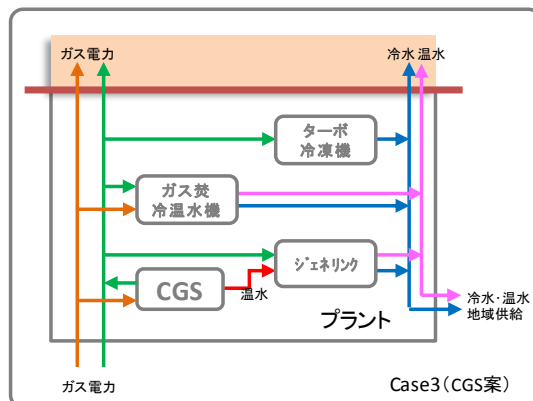 ガス電力
冷水 温水
ターボ
冷凍機
ガス焚
冷温水機
ｼﾞｪﾈﾘﾝｸ
CGS
温水
プラント
冷水・温水
地域供給
ガス電力
Case3(CGS案)